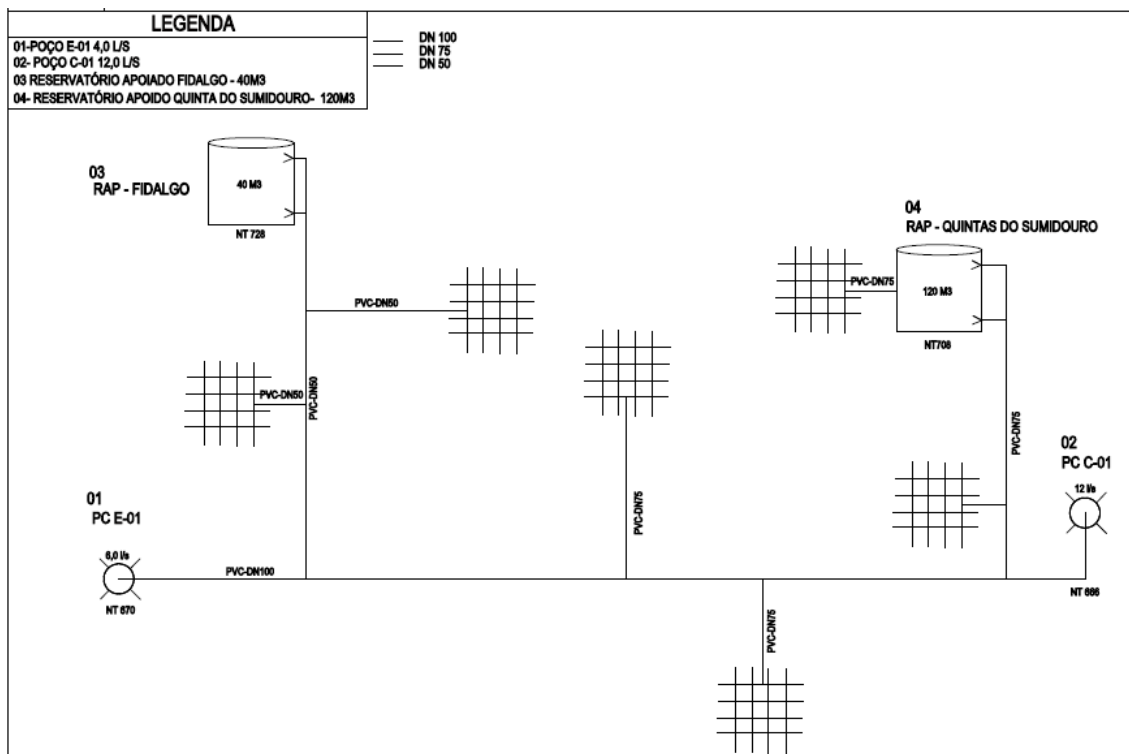 LEGENDA
01-POÇO E-01 4,0 L/S
02- POÇO C-01 12,0 L/S
03 RESERVATÓRIO APOIADO FIDALGO - 40M3
04- RESERVATÓRIO APOIDO QUINTA DO SUMIDOURO- 120M3
DN 100
DN 75
DN 50
03
RAP - FIDALGO
40 M3
NT 728
04
RAP - QUINTAS DO SUMIDOURO
PVC-DN75
120 M3
NT708
PVC-DN50
PVC-DN50
PVC-DN50
PVC-DN75
PVC-DN75
02
PC C-01
12 l/s
01
PC E-01
6,0 l/s
PVC-DN100
NT 670
NT 666
PVC-DN75